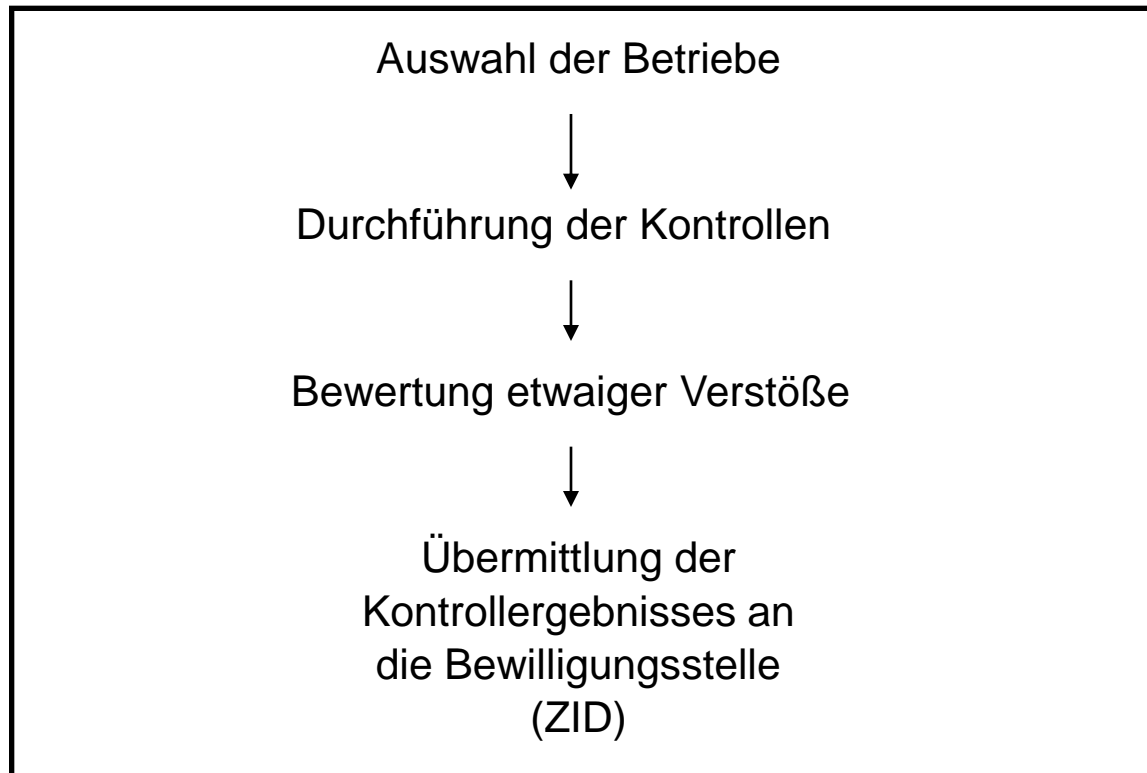 Auswahl der Betriebe
Durchführung der Kontrollen
Bewertung etwaiger Verstöße
Übermittlung der
Kontrollergebnisses an
die Bewilligungsstelle
(ZID)